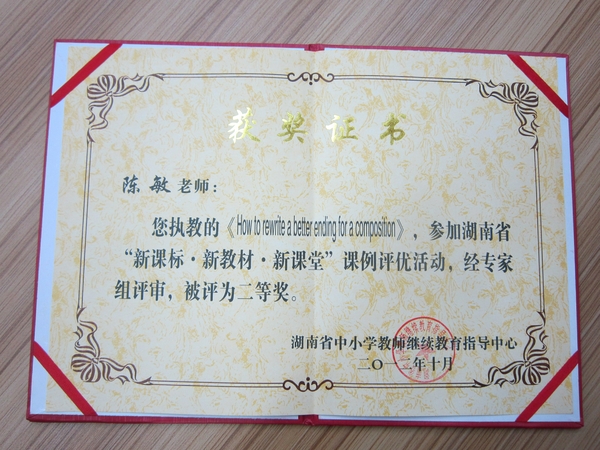 获奖证书
陈敏老师：
您执教的《How to rewrite a better ending for a composition》，参加湖南省
“新课标·新教材·新课堂”课例评优活动，经专家
组评审，被评为二等奖。
湖南省中小学教师继续教育指导中心
二〇一二年十月